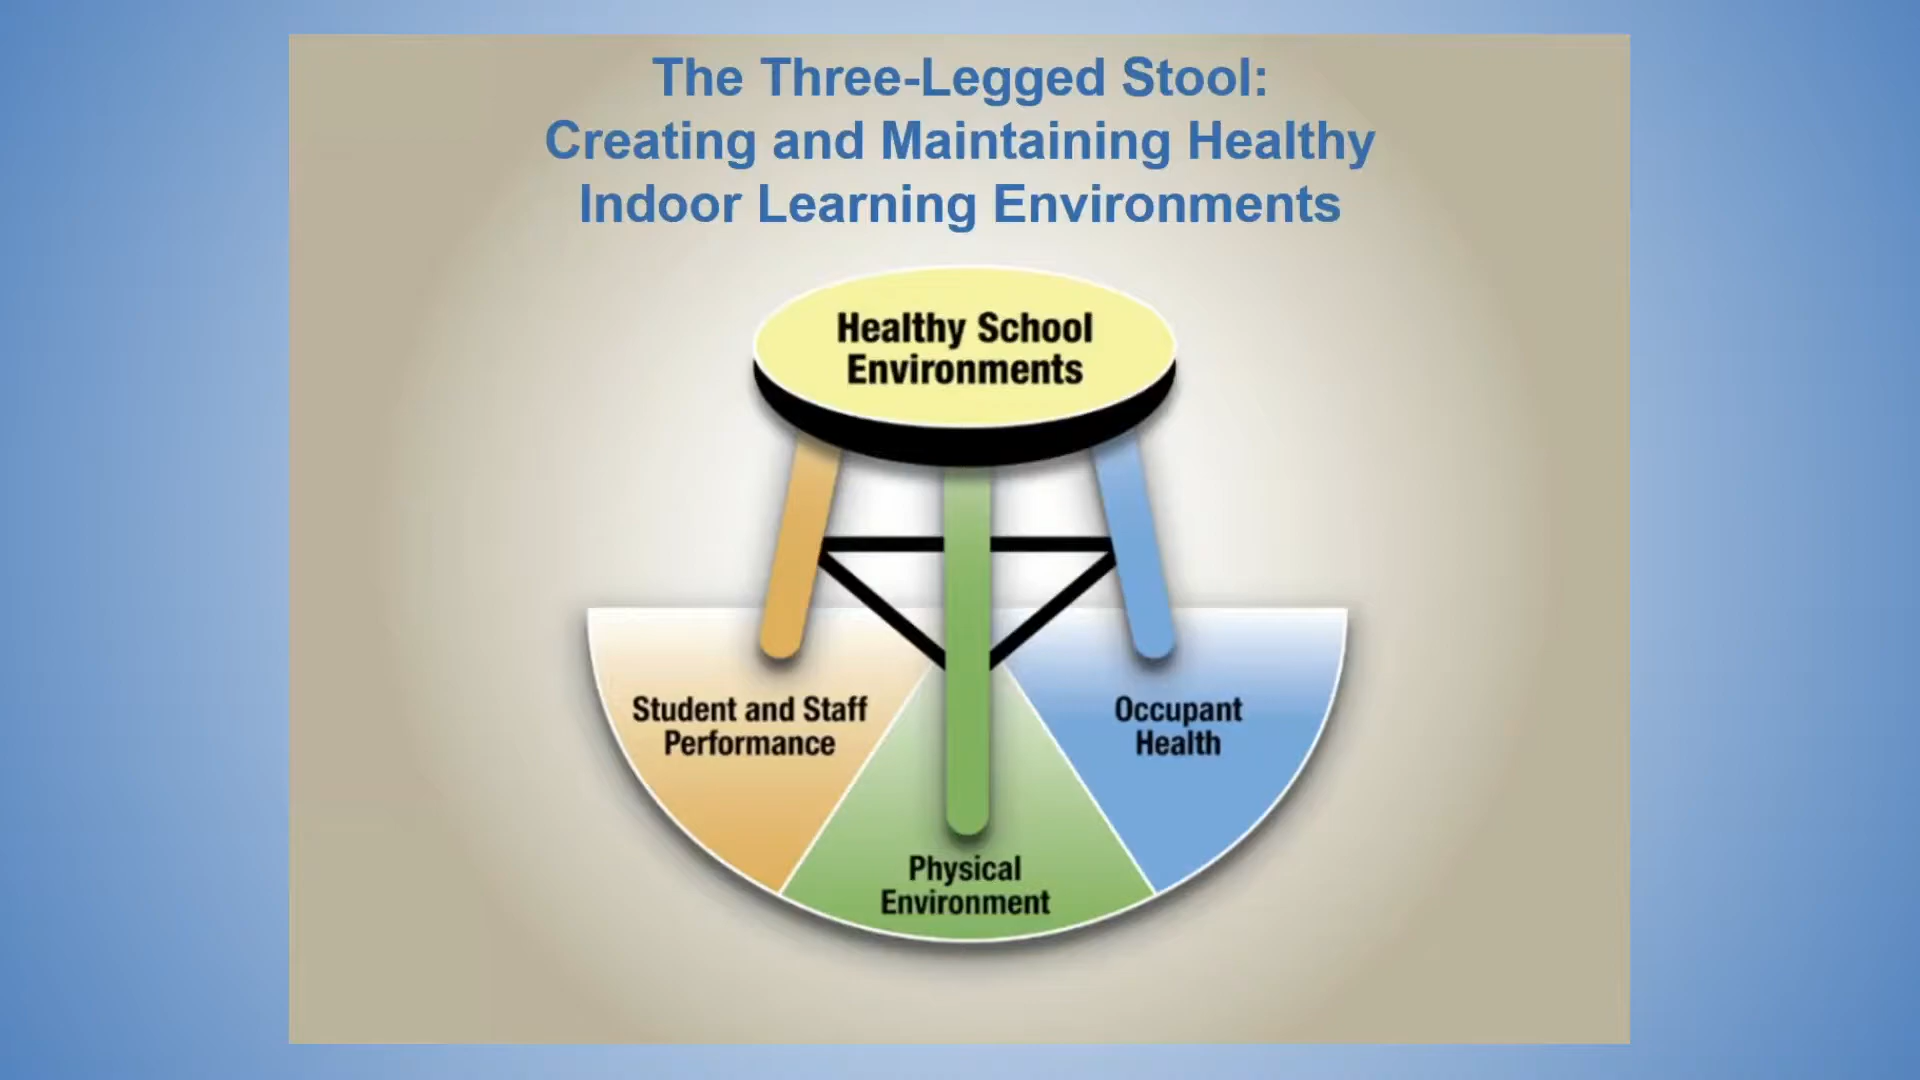 The Three-Legged Stool:
Creating and Maintaining Healthy
Indoor Learning Environments
Healthy School
Environments
Student and Staff
Performance
Occupant
Health
Physical
Environment